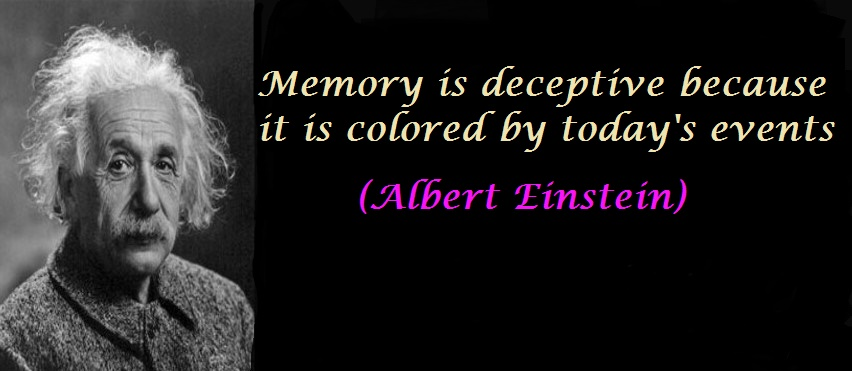 Memory is deceptive because
it is colored by today's events
(Albert Einstein)